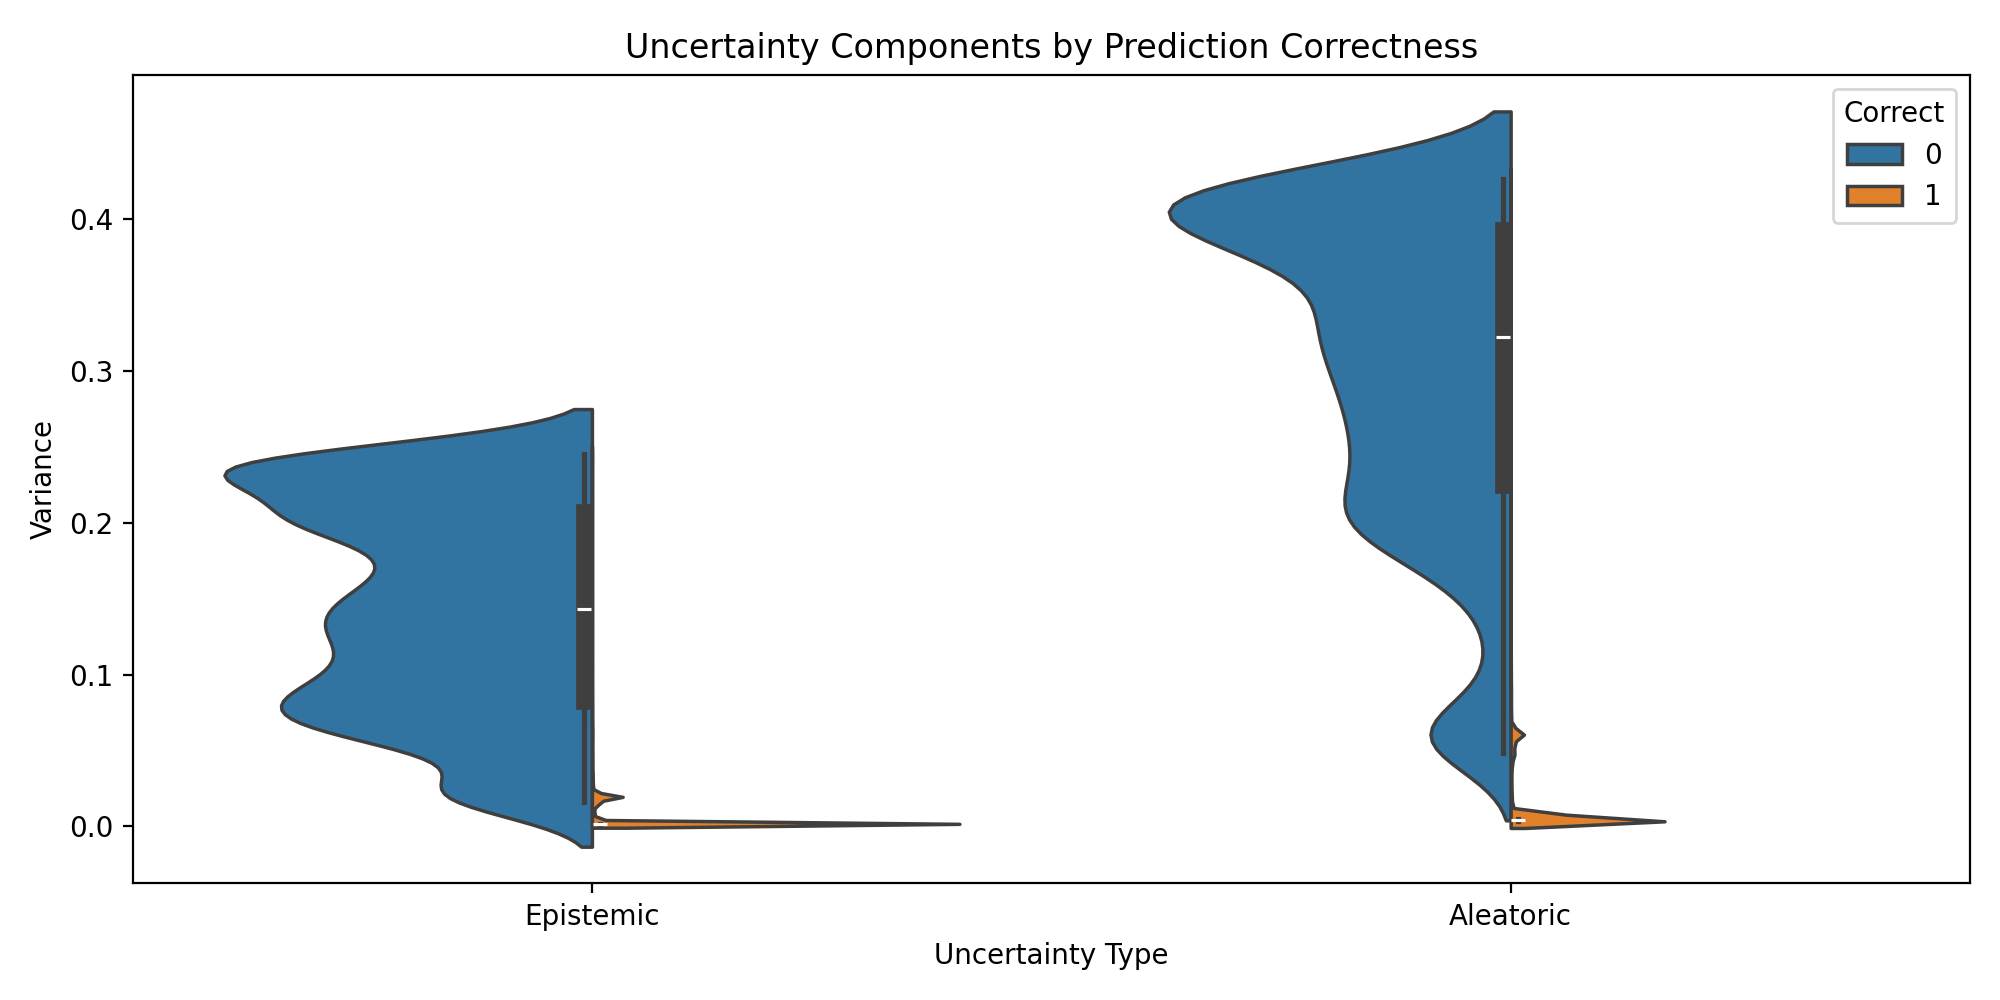 Uncertainty Components by Prediction Correctness
Correct
0
1
Variance
0.4
0.3
0.2
0.1
0.0
Epistemic
Aleatoric
Uncertainty Type